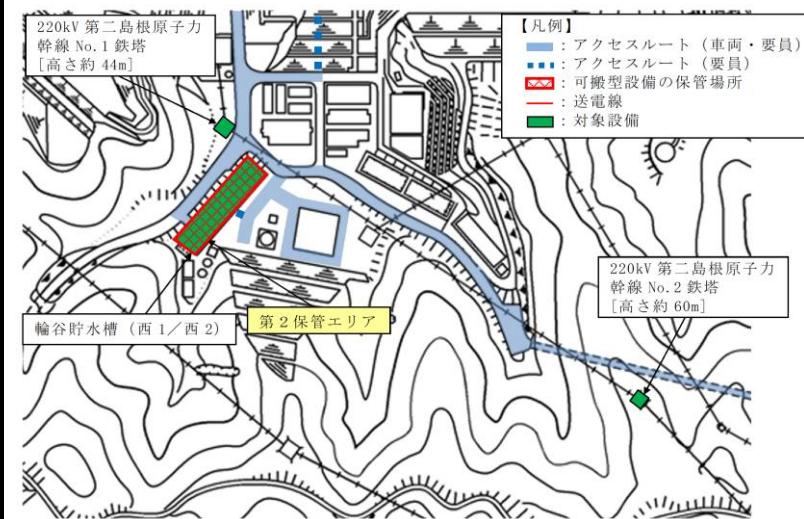 220kV 第二島根原子力
幹線 No.1 鉄塔
[高さ約 44m]
【凡例】
：アクセスルート（車両・要員）
：アクセスルート（要員）
：可搬型設備の保管場所
：送電線
：対象設備
220kV 第二島根原子力
幹線 No.2 鉄塔
[高さ約 60m]
輪谷貯水槽（西 1／西 2）
第２保管エリア